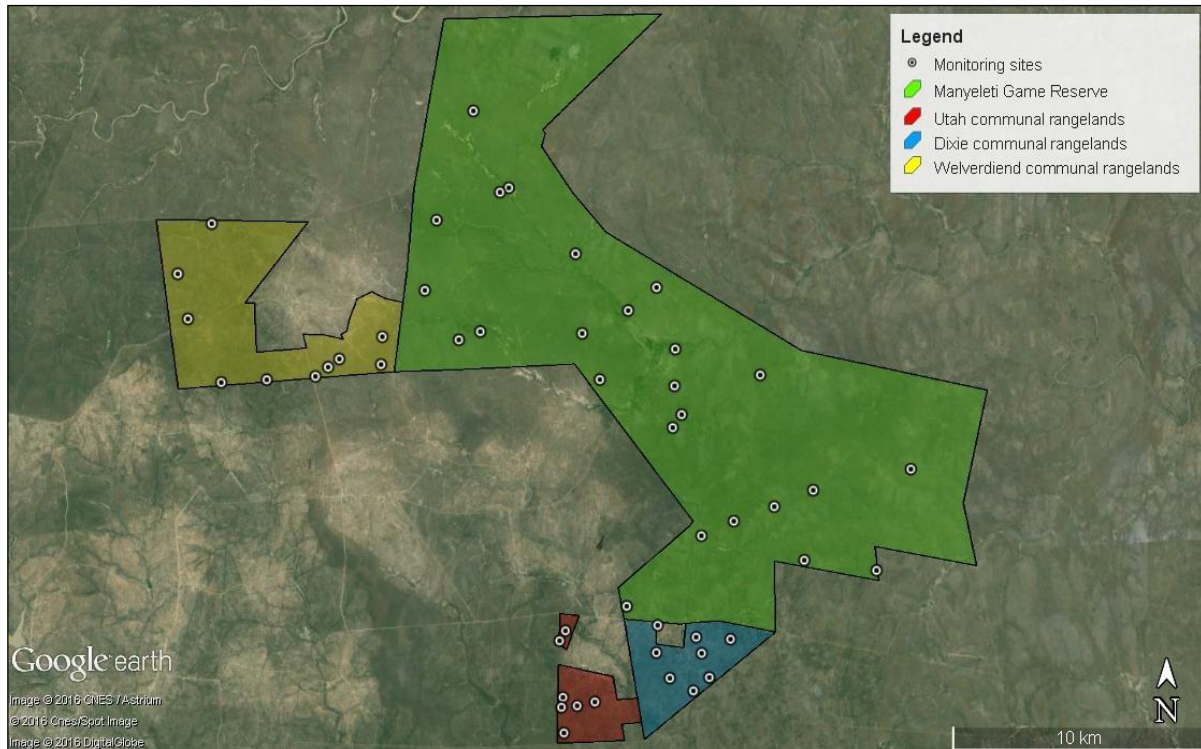 Legend
Monitoring sites
Manyeleti Game Reserve
Utah communal rangelands
Dixie communal rangelands
Welverdiend communal rangelands
Google earth
Image © 2016 CNES / Astrium
© 2016 Cnes/Spot Image
Image © 2016 DigitalGlobe
N
10 km